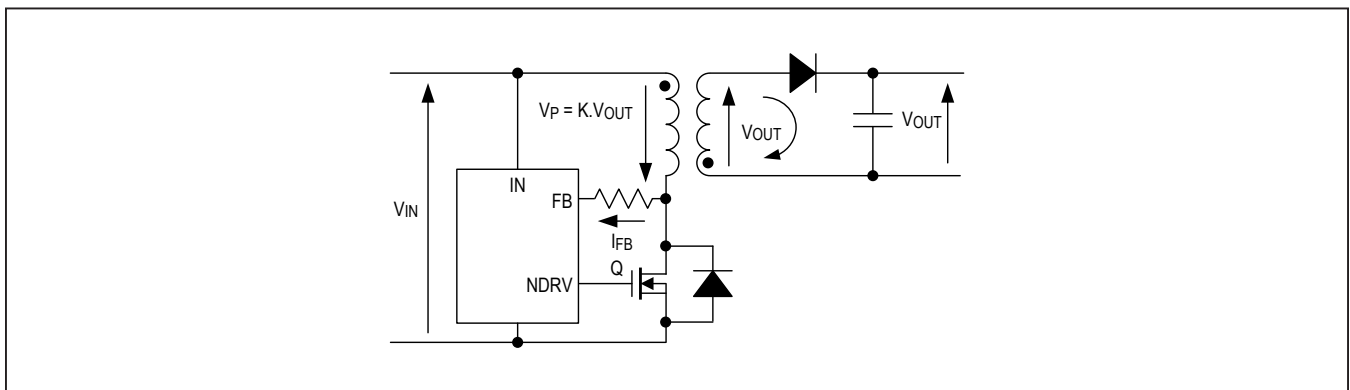 VP = K.VOUT
VOUT
VOUT
IN
FB
VIN
IFB
Q
NDRV